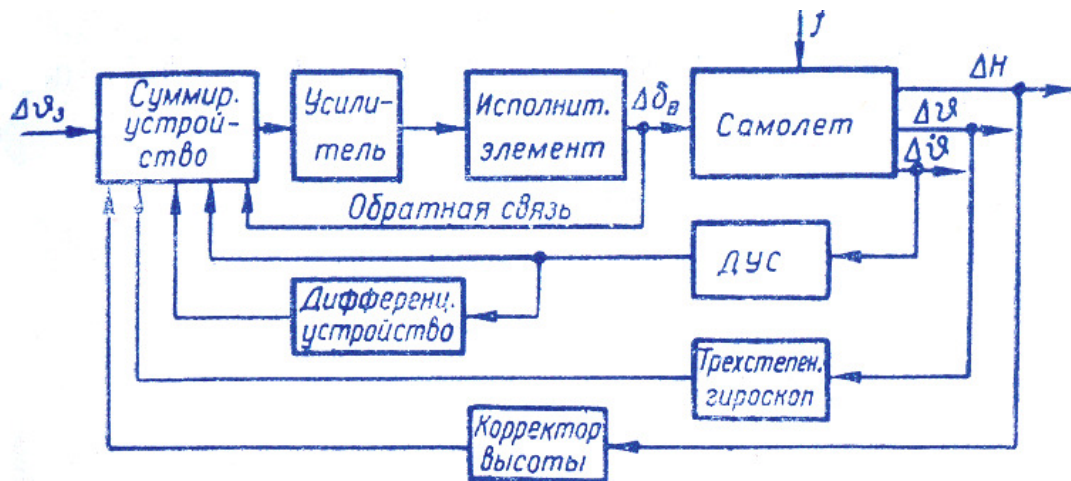 f
ΔH
Δϑз
Суммир.
устрой-
ство
Усили-
тель
Исполнит.
элемент
Δδв
Самолет
Δϑ
Δϑ̇
Обратная связь
ДУС
Дифференц.
устройство
Трехстепен.
гироскоп
Корректор
высоты